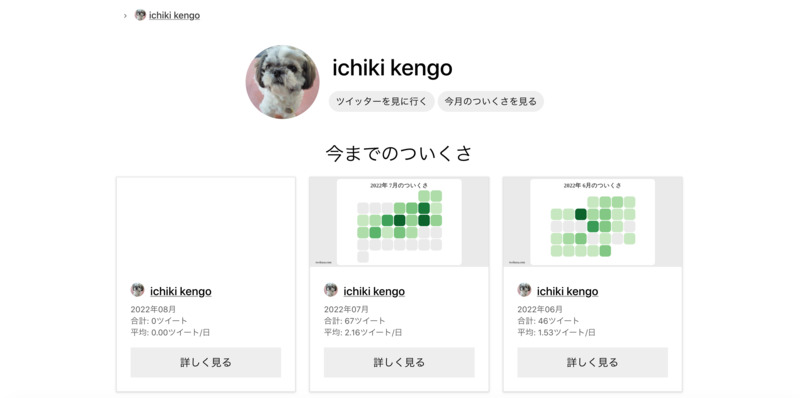 › ichiki kengo
ichiki kengo
ツイッターを見に行く 今月のついくさを見る
今までのついくさ
ichiki kengo
2022年08月
合計: 0ツイート
平均: 0.00ツイート/日
詳しく見る
2022年 7月のついくさ
ichiki kengo
2022年07月
合計: 67ツイート
平均: 2.16ツイート/日
詳しく見る
2022年 6月のついくさ
ichiki kengo
2022年06月
合計: 46ツイート
平均: 1.53ツイート/日
詳しく見る